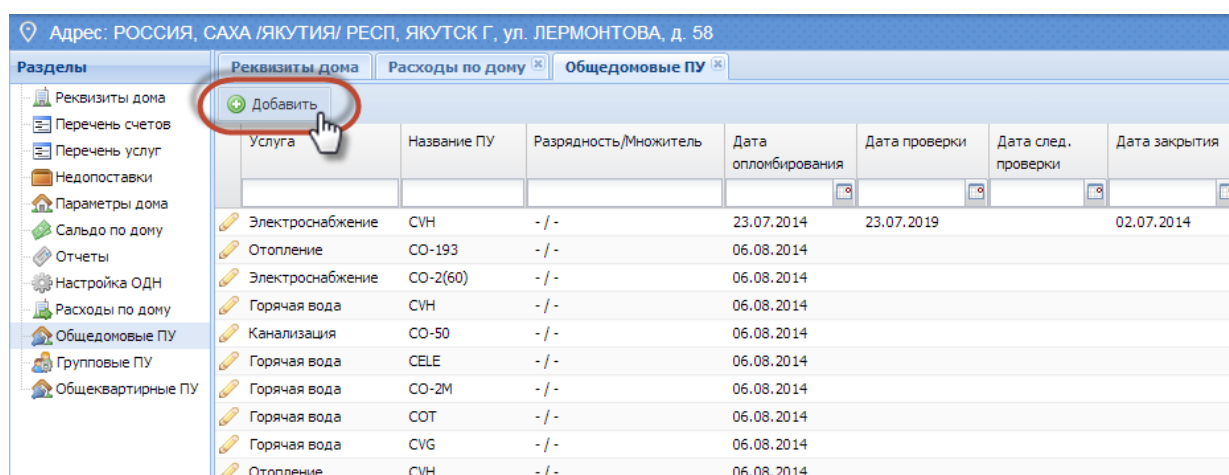 Адрес: РОССИЯ, САХА /ЯКУТИЯ/ РЕСП, ЯКУТСК Г, ул. ЛЕРМОНТОВА, д. 58
Разделы
Реквизиты дома Расходы по дому Общедомовые ПУ
Реквизиты дома
Перечень счетов
Перечень услуг
Недопоставки
Параметры дома
Сальдо по дому
Отчеты
Настройка ОДН
Расходы по дому
Общедомовые ПУ
Групповые ПУ
Общеквартирные ПУ
Добавить
Услуга Название ПУ Разрядность/Множитель Дата опломбирования Дата проверки Дата след. проверки Дата закрытия
Электроснабжение CVH - / - 23.07.2014 23.07.2019 02.07.2014
Отопление СО-193 - / - 06.08.2014
Электроснабжение СО-2(60) - / - 06.08.2014
Горячая вода CVH - / - 06.08.2014
Канализация СО-50 - / - 06.08.2014
Горячая вода CELE - / - 06.08.2014
Горячая вода СО-2М - / - 06.08.2014
Горячая вода СОТ - / - 06.08.2014
Горячая вода CVG - / - 06.08.2014
Отопление CVH - / - 06.08.2014